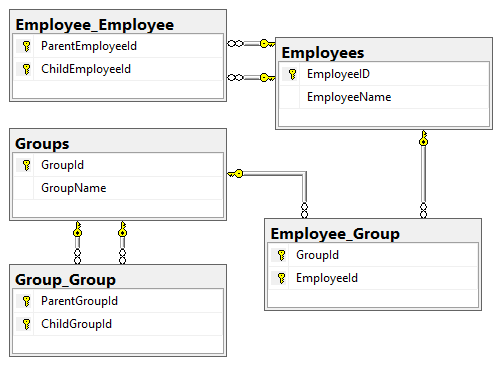 Employee_Employee
ParentEmployeeId
ChildEmployeeId
Employees
EmployeeID
EmployeeName
Groups
GroupId
GroupName
Employee_Group
GroupId
EmployeeId
Group_Group
ParentGroupId
ChildGroupId